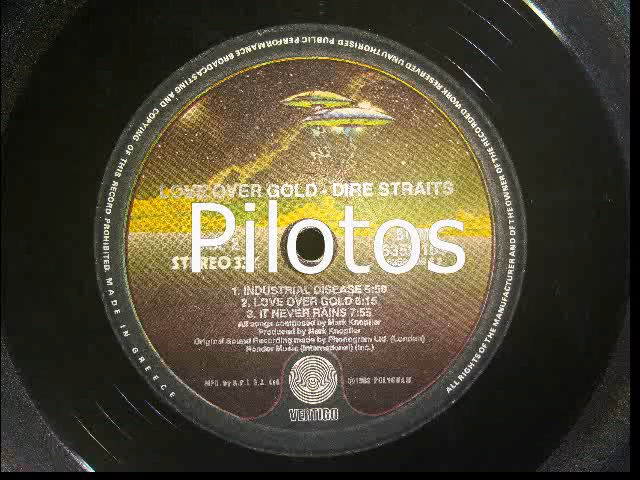 ALL RIGHTS OF THE MANUFACTURER AND OF THE OWNER OF THE RECORDED WORK RESERVED UNAUTHORISED PUBLIC PERFORMANCE BROADCASTING AND COPYING OF THIS RECORD PROHIBITED. MADE IN GREECE
LOVE OVER GOLD · DIRE STRAITS
Pilotos
STEREO 33
1. INDUSTRIAL DISEASE 5:50
2. LOVE OVER GOLD 6:15
3. IT NEVER RAINS 7:55
All songs composed by Mark Knopfler
Produced by Mark Knopfler
Original Sound Recording made by Phonogram Ltd. (London)
Rondor Music (International) (Inc.)
℗1982 POLYGRAM
VERTIGO